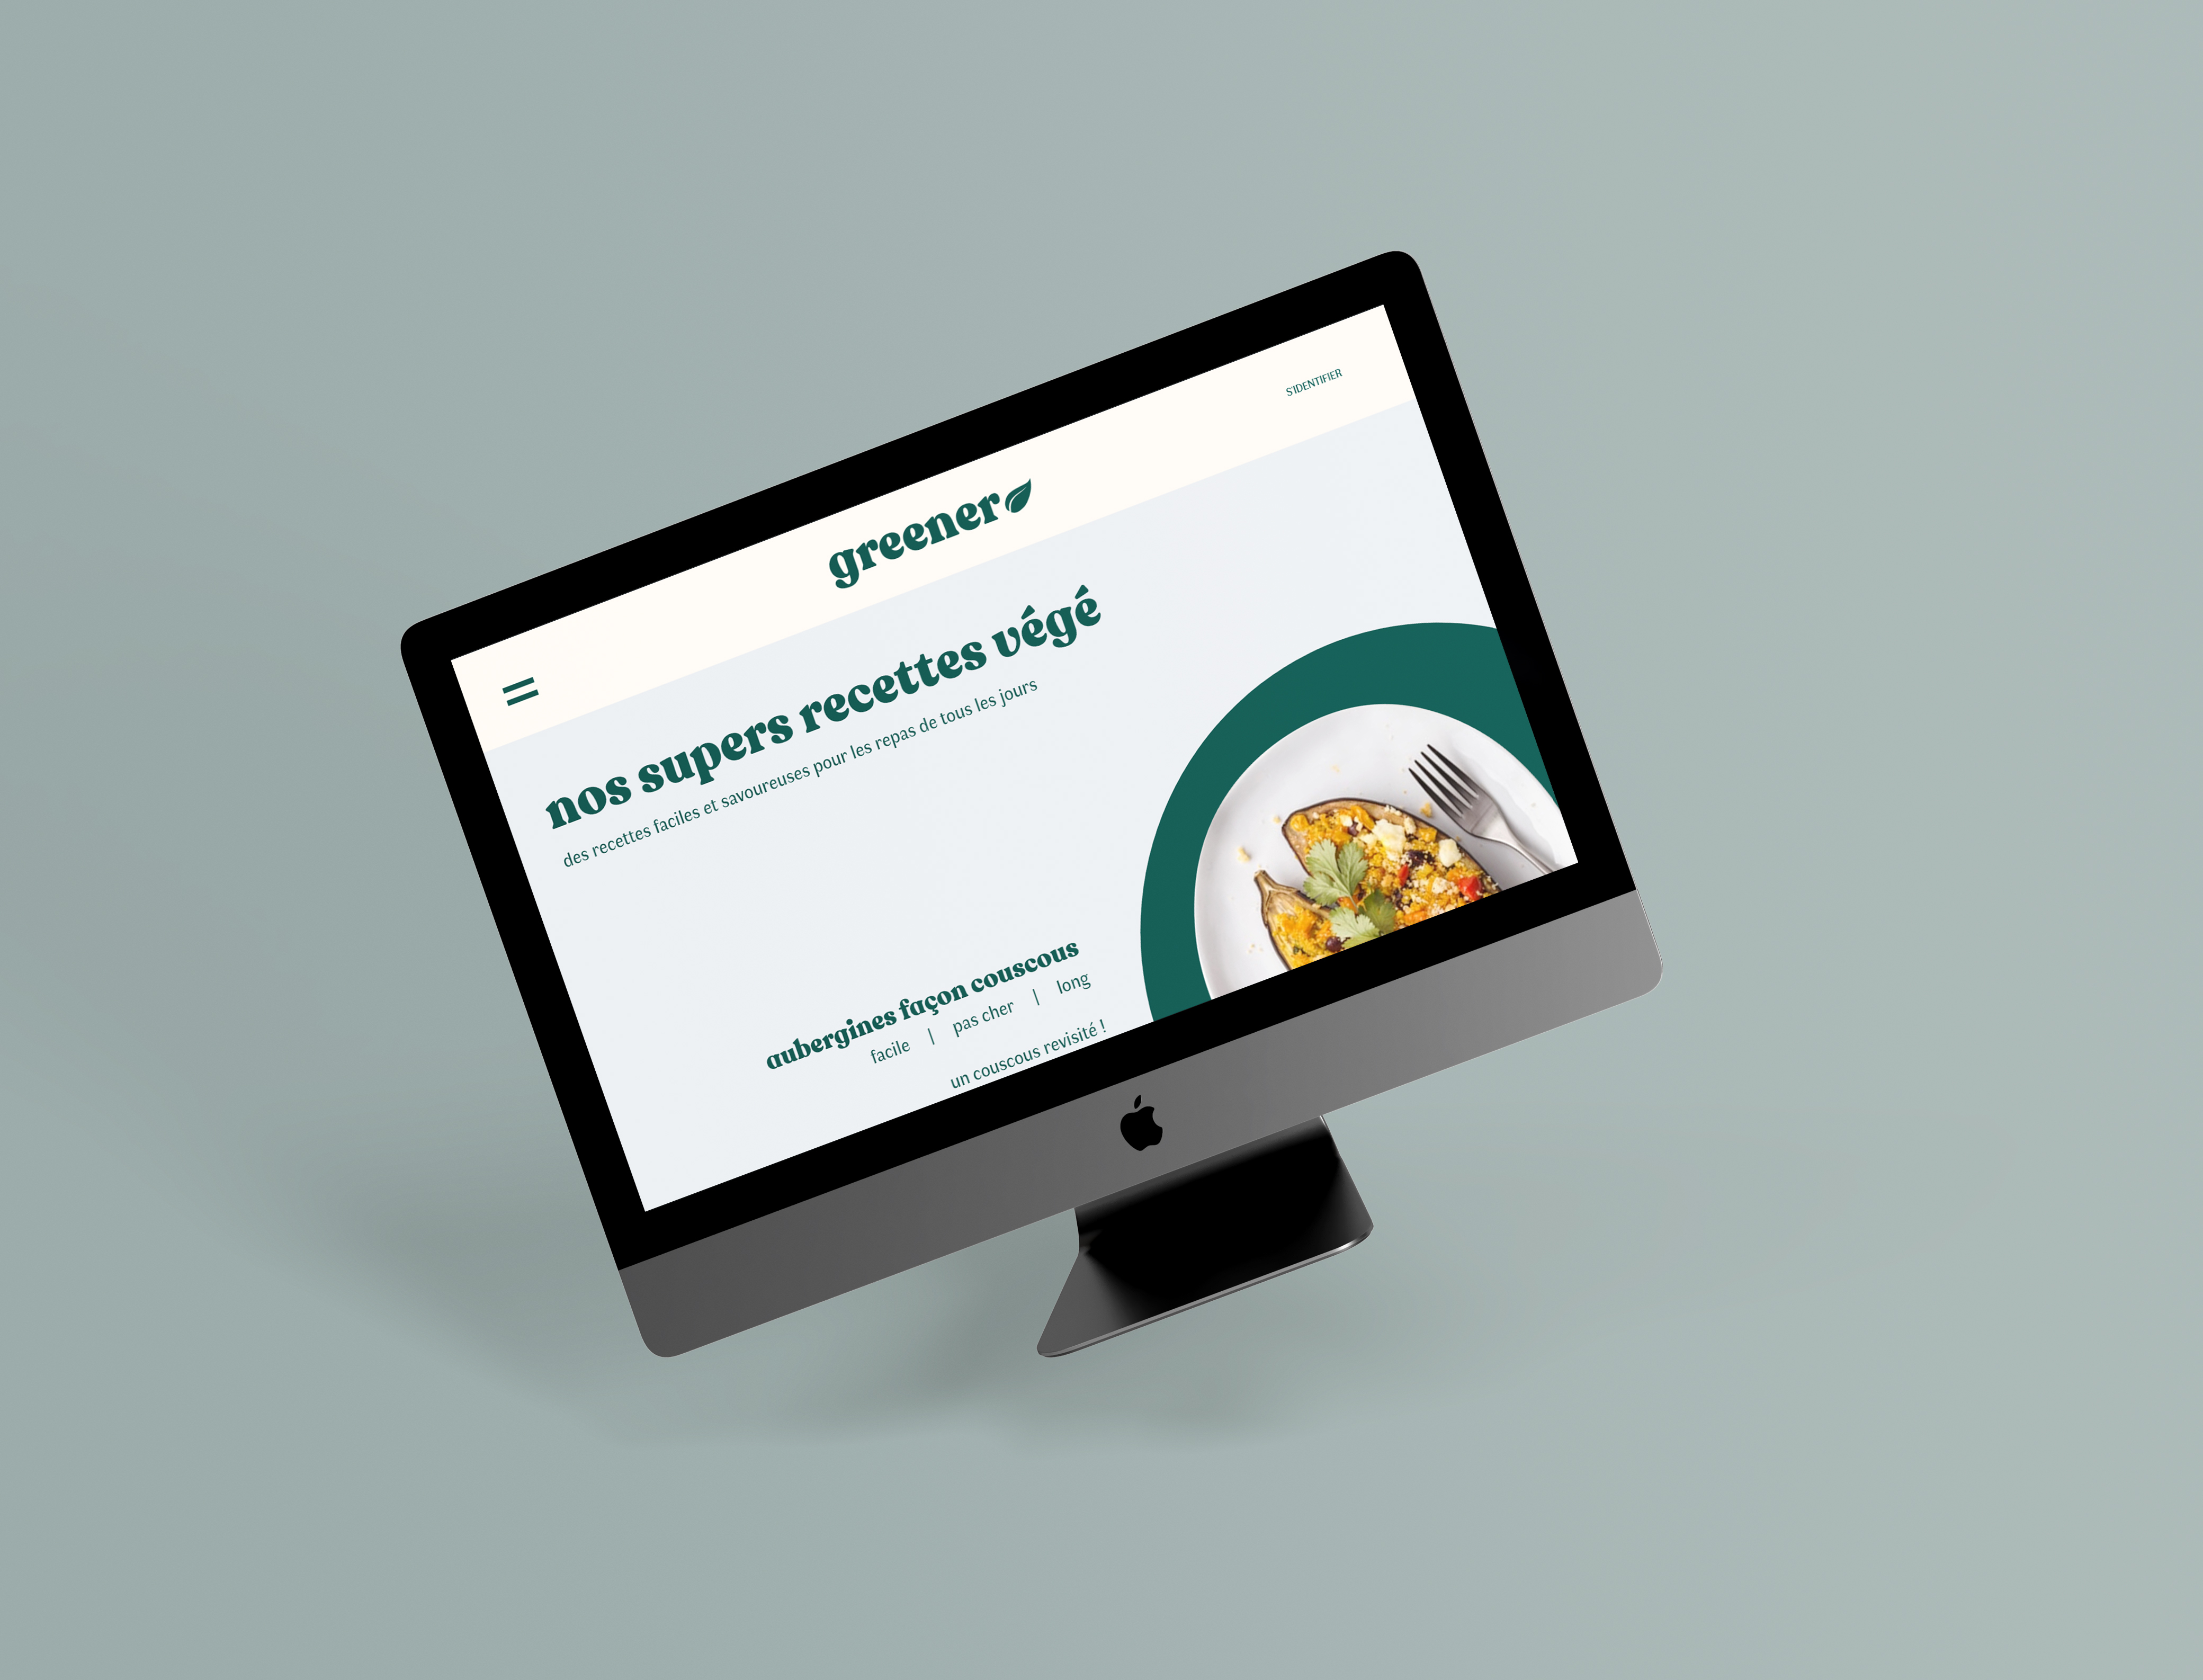 S'IDENTIFIER
greener
nos supers recettes végé
des recettes faciles et savoureuses pour les repas de tous les jours
aubergines façon couscous
facile | pas cher | long
un couscous revisité !